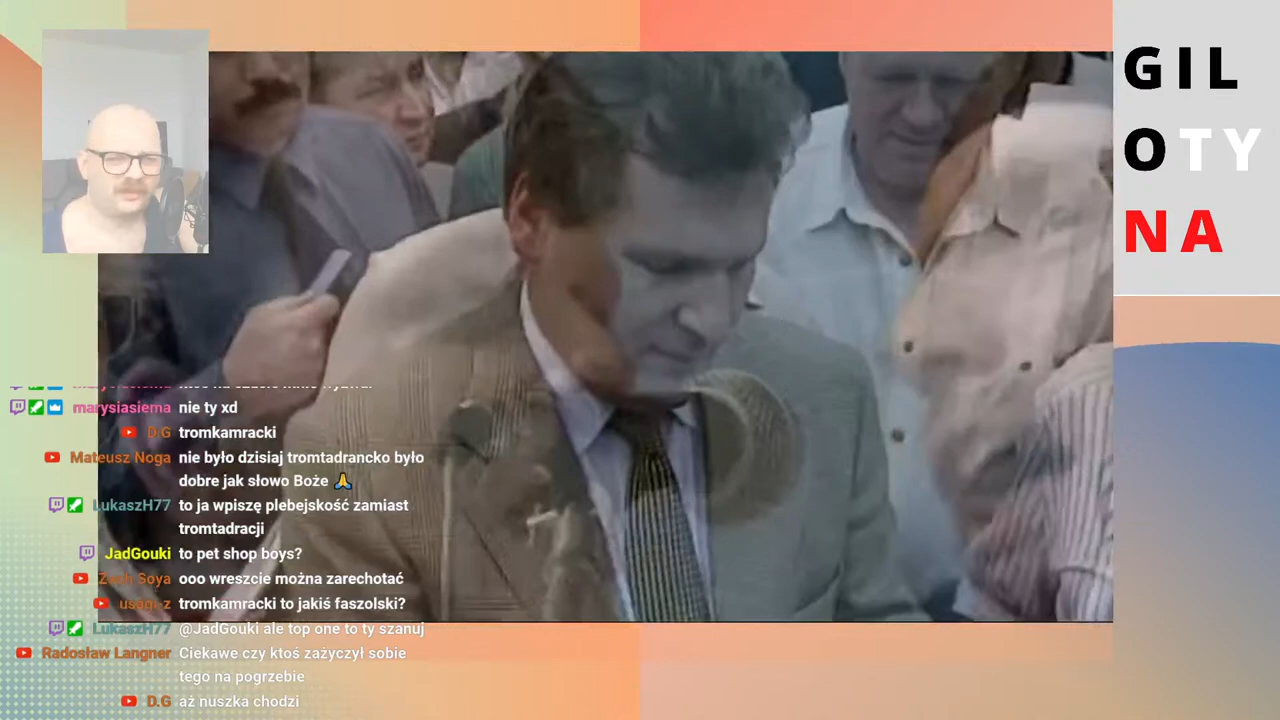 GIL
OTY
NA
marysiasiema nie ty xd
D.G tromkamracki
Mateusz Noga nie było dzisiaj tromtadrancko było
dobre jak słowo Boże 🙏
LukaszH77 to ja wpiszę plebejskość zamiast
tromtadracji
JadGouki to pet shop boys?
Zech Soya ooo wreszcie można zarechotać
usagi-z tromkamracki to jakiś faszolski?
LukaszH77 @JadGouki ale top one to ty szanuj
Radosław Langner Ciekawe czy ktoś zażyczył sobie
tego na pogrzebie
D.G aż nuszka chodzi